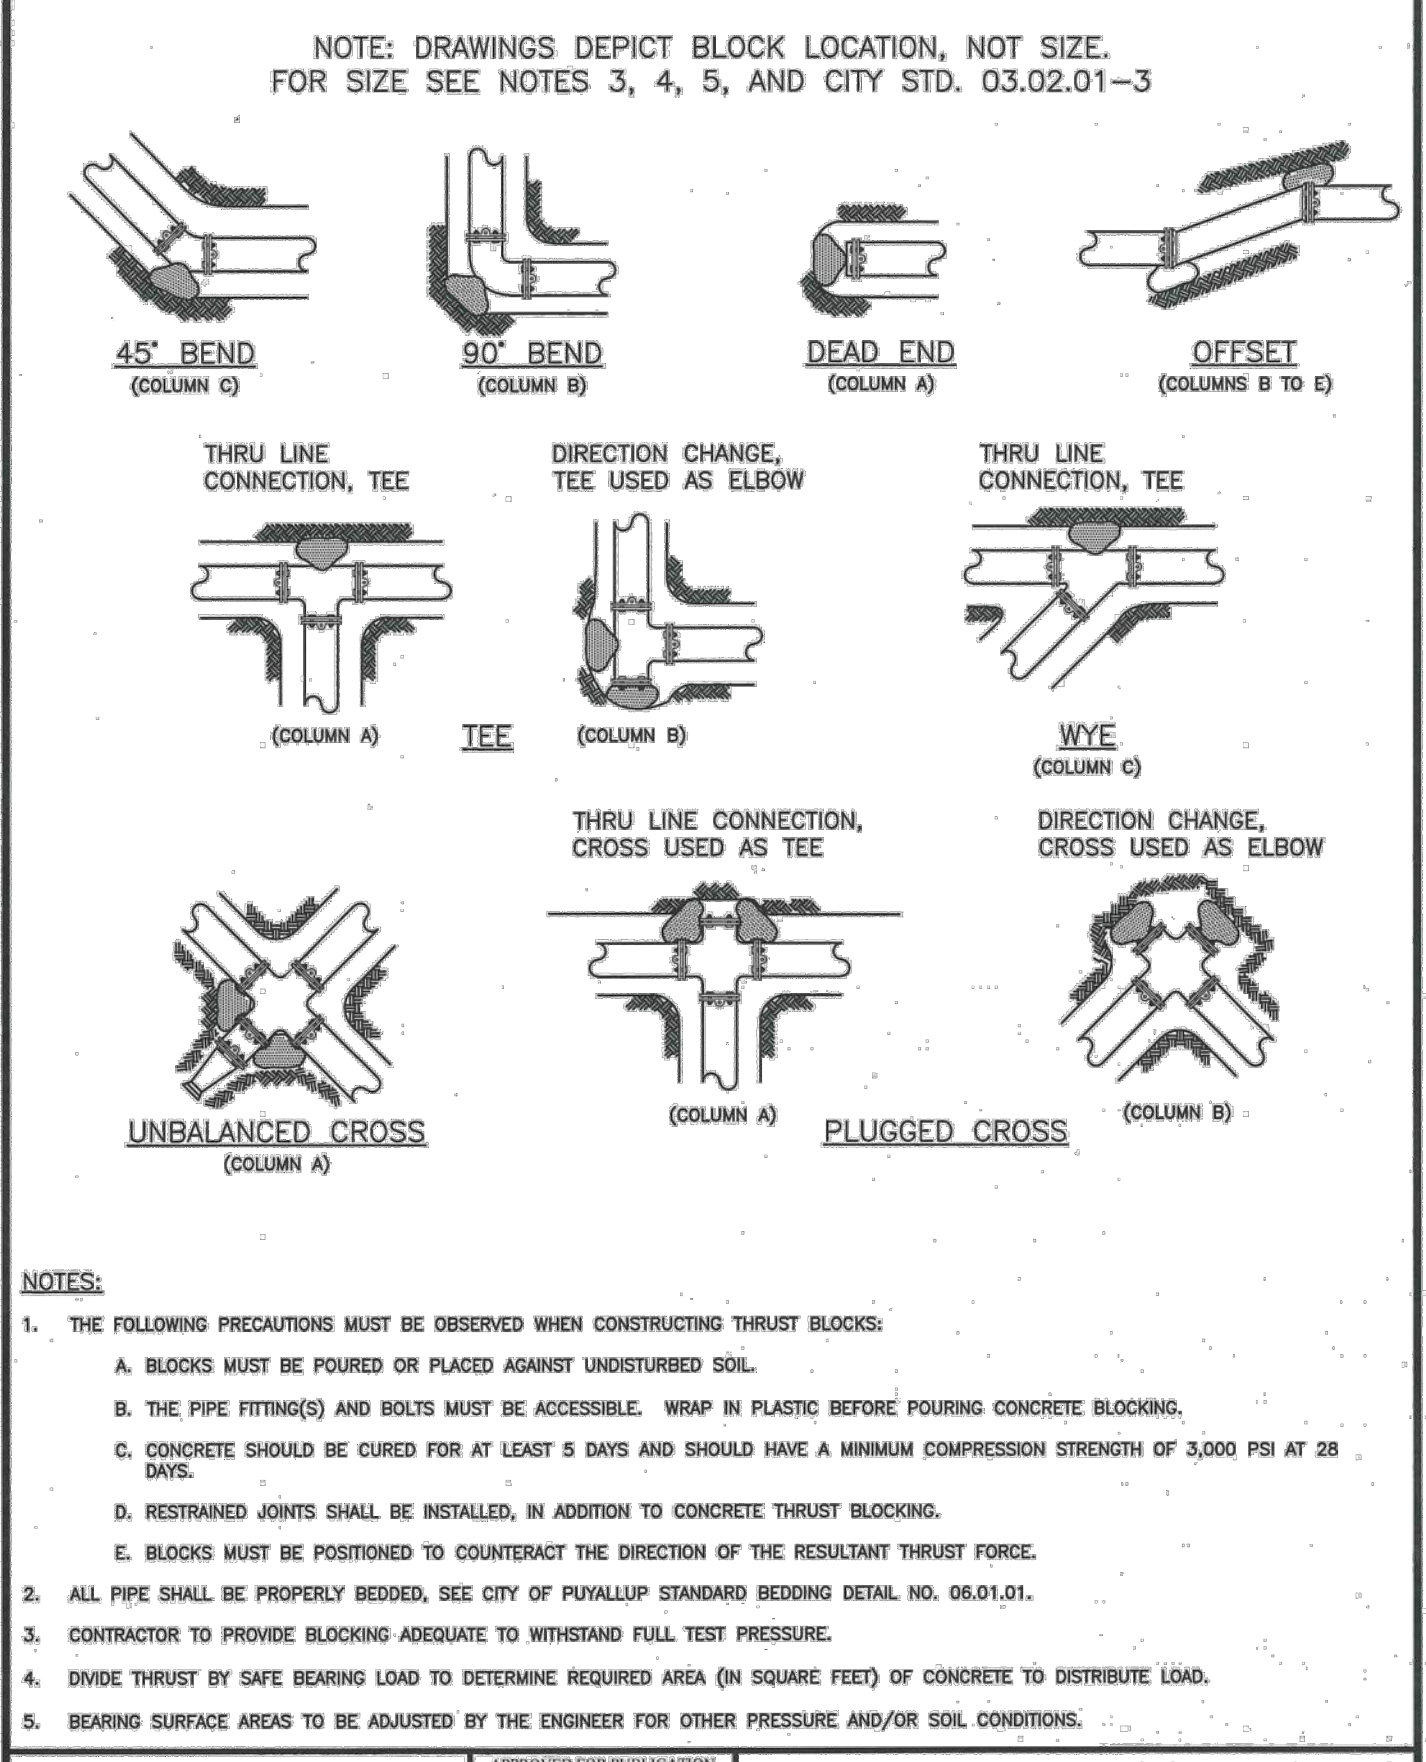 NOTE: DRAWINGS DEPICT BLOCK LOCATION, NOT SIZE.
FOR SIZE SEE NOTES 3, 4, 5, AND CITY STD. 03.02.01-3
45° BEND
(COLUMN C)
90° BEND
(COLUMN B)
DEAD END
(COLUMN A)
OFFSET
(COLUMNS B TO E)
THRU LINE
CONNECTION, TEE
DIRECTION CHANGE,
TEE USED AS ELBOW
THRU LINE
CONNECTION, TEE
(COLUMN A)
TEE
(COLUMN B)
WYE
(COLUMN C)
THRU LINE CONNECTION,
CROSS USED AS TEE
DIRECTION CHANGE,
CROSS USED AS ELBOW
UNBALANCED CROSS
(COLUMN A)
(COLUMN A)
PLUGGED CROSS
(COLUMN B)
NOTES:
1. THE FOLLOWING PRECAUTIONS MUST BE OBSERVED WHEN CONSTRUCTING THRUST BLOCKS:
A. BLOCKS MUST BE POURED OR PLACED AGAINST UNDISTURBED SOIL.
B. THE PIPE FITTING(S) AND BOLTS MUST BE ACCESSIBLE. WRAP IN PLASTIC BEFORE POURING CONCRETE BLOCKING.
C. CONCRETE SHOULD BE CURED FOR AT LEAST 5 DAYS AND SHOULD HAVE A MINIMUM COMPRESSION STRENGTH OF 3,000 PSI AT 28
DAYS.
D. RESTRAINED JOINTS SHALL BE INSTALLED, IN ADDITION TO CONCRETE THRUST BLOCKING.
E. BLOCKS MUST BE POSITIONED TO COUNTERACT THE DIRECTION OF THE RESULTANT THRUST FORCE.
2. ALL PIPE SHALL BE PROPERLY BEDDED, SEE CITY OF PUYALLUP STANDARD BEDDING DETAIL NO. 06.01.01.
3. CONTRACTOR TO PROVIDE BLOCKING ADEQUATE TO WITHSTAND FULL TEST PRESSURE.
4. DIVIDE THRUST BY SAFE BEARING LOAD TO DETERMINE REQUIRED AREA (IN SQUARE FEET) OF CONCRETE TO DISTRIBUTE LOAD.
5. BEARING SURFACE AREAS TO BE ADJUSTED BY THE ENGINEER FOR OTHER PRESSURE AND/OR SOIL CONDITIONS.
APPROVED FOR PUBLICATION